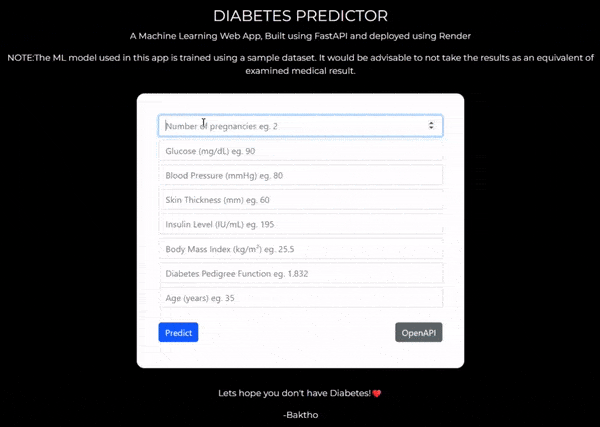 DIABETES PREDICTOR
A Machine Learning Web App, Built using FastAPI and deployed using Render
NOTE:The ML model used in this app is trained using a sample dataset. It would be advisable to not take the results as an equivalent of
examined medical result.
Number of pregnancies eg. 2
Glucose (mg/dL) eg. 90
Blood Pressure (mmHg) eg. 80
Skin Thickness (mm) eg. 60
Insulin Level (IU/mL) eg. 195
Body Mass Index (kg/m²) eg. 25.5
Diabetes Pedigree Function eg. 1.832
Age (years) eg. 35
Predict OpenAPI
Lets hope you don't have Diabetes!❤️
-Baktho